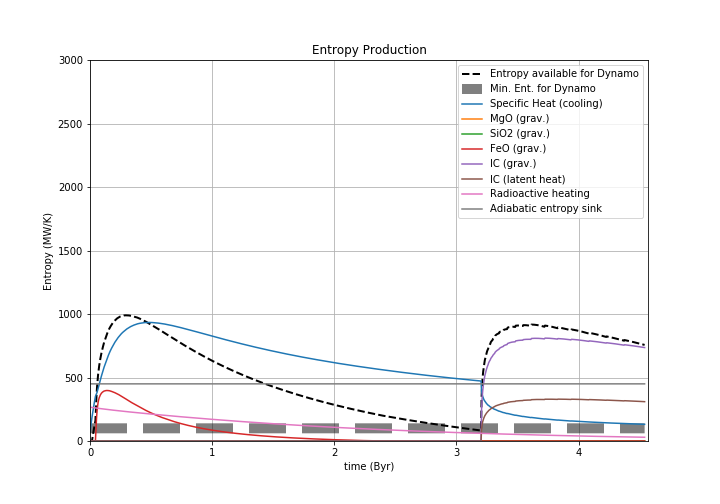 Entropy Production
3000
2500
2000
1500
1000
500
0
Entropy (MW/K)
Entropy available for Dynamo
Min. Ent. for Dynamo
Specific Heat (cooling)
MgO (grav.)
SiO2 (grav.)
FeO (grav.)
IC (grav.)
IC (latent heat)
Radioactive heating
Adiabatic entropy sink
0 1 2 3 4
time (Byr)